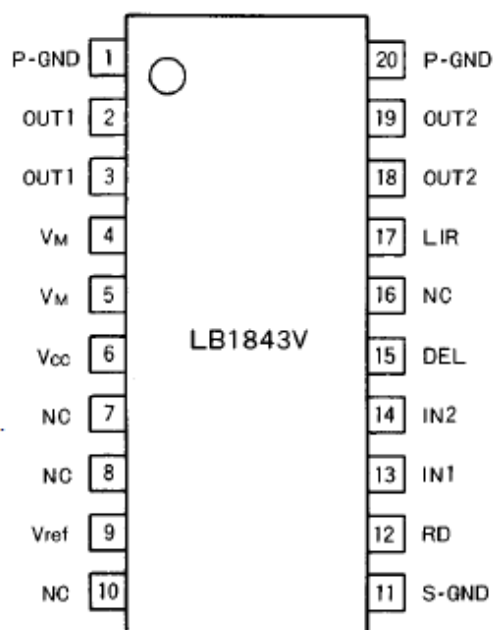 P-GND 1 20 P-GND
OUT1 2 19 OUT2
OUT1 3 18 OUT2
VM 4 17 LIR
VM 5 16 NC
LB1843V
Vcc 6 15 DEL
NC 7 14 IN2
NC 8 13 IN1
Vref 9 12 RD
NC 10 11 S-GND